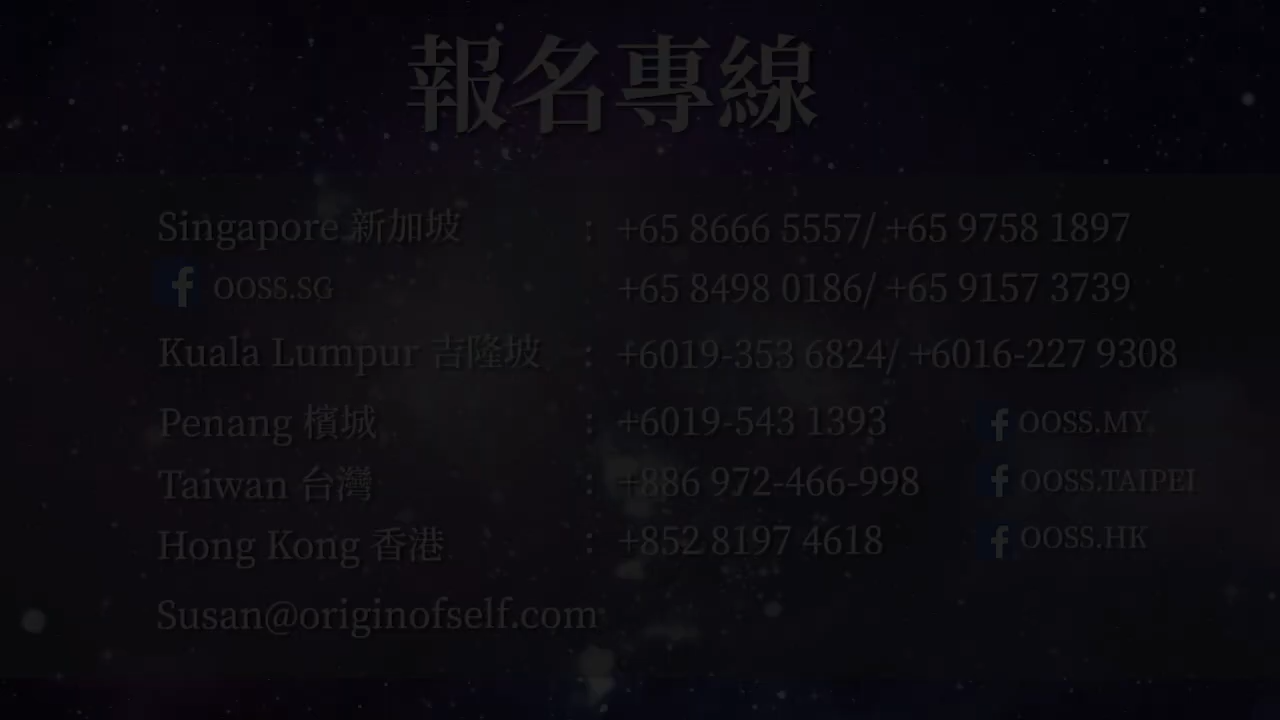 報名專線
Singapore 新加坡 : +65 8666 5557/ +65 9758 1897
OOSS.SG +65 8498 0186/ +65 9157 3739
Kuala Lumpur 吉隆坡 : +6019-353 6824/ +6016-227 9308
Penang 檳城 : +6019-543 1393 OOSS.MY
Taiwan 台灣 : +886 972-466-998 OOSS.TAIPEI
Hong Kong 香港 : +852 8197 4618 OOSS.HK
Susan@originofself.com